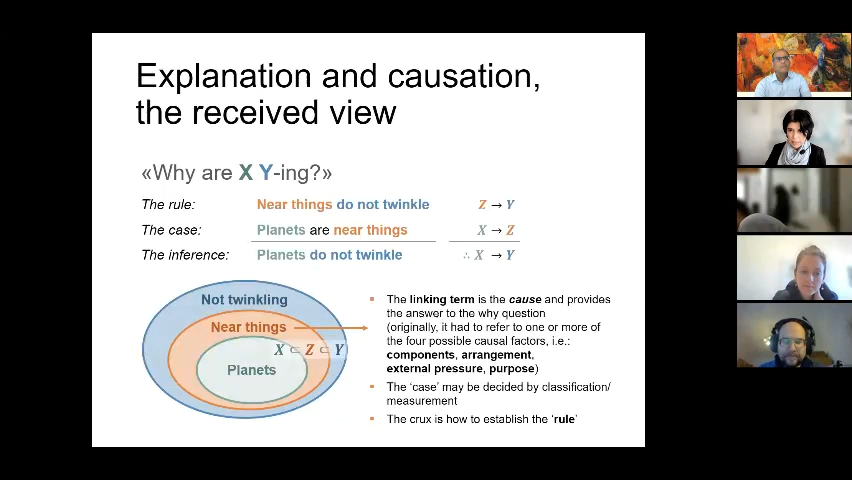 Explanation and causation,
the received view
«Why are X Y-ing?»
The rule: Near things do not twinkle Z → Y
The case: Planets are near things X → Z
The inference: Planets do not twinkle ∴ X → Y
Not twinkling
Near things
X ⊂ Z ⊂ Y
Planets
The linking term is the cause and provides
the answer to the why question
(originally, it had to refer to one or more of
the four possible causal factors, i.e.:
components, arrangement,
external pressure, purpose)
The ‘case’ may be decided by classification/
measurement
The crux is how to establish the ‘rule’